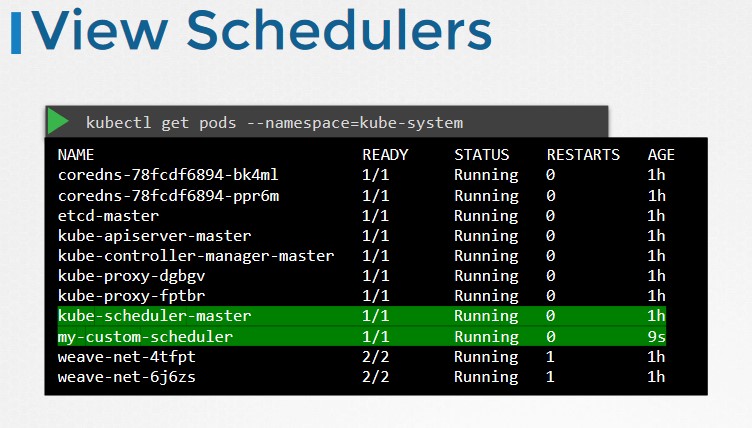 View Schedulers
kubectl get pods --namespace=kube-system
NAME READY STATUS RESTARTS AGE
coredns-78fcdf6894-bk4ml 1/1 Running 0 1h
coredns-78fcdf6894-ppr6m 1/1 Running 0 1h
etcd-master 1/1 Running 0 1h
kube-apiserver-master 1/1 Running 0 1h
kube-controller-manager-master 1/1 Running 0 1h
kube-proxy-dgbgv 1/1 Running 0 1h
kube-proxy-fptbr 1/1 Running 0 1h
kube-scheduler-master 1/1 Running 0 1h
my-custom-scheduler 1/1 Running 0 9s
weave-net-4tfpt 2/2 Running 1 1h
weave-net-6j6zs 2/2 Running 1 1h